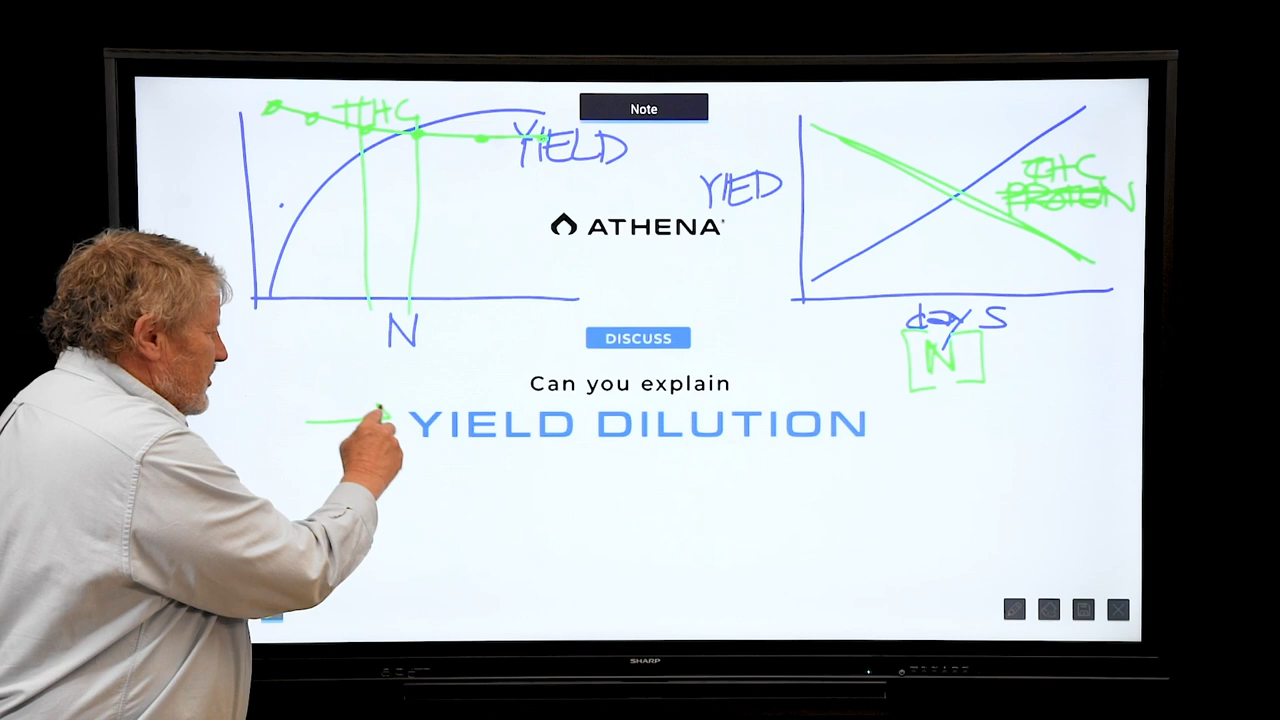 Note
THC
YIELD
YIED
THC
PROTEIN
ATHENA
N
days
N
DISCUSS
Can you explain
YIELD DILUTION
SHARP